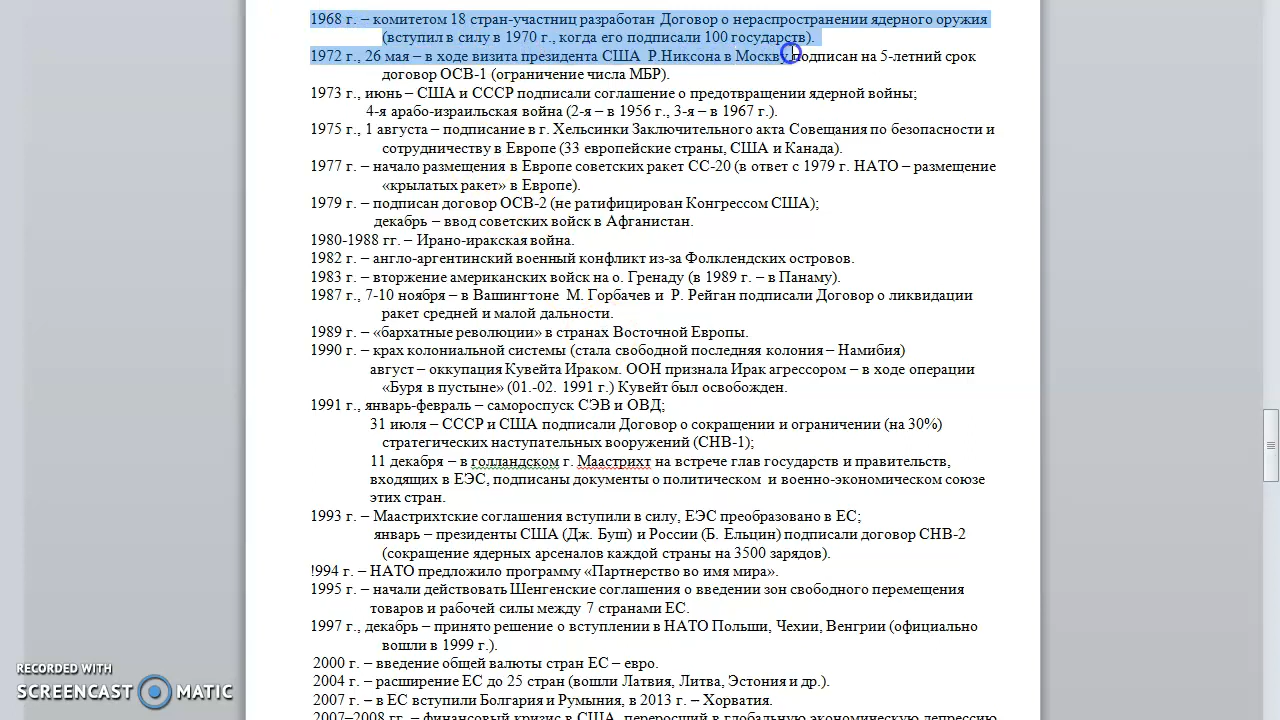 1968 г. – комитетом 18 стран-участниц разработан Договор о нераспространении ядерного оружия
(вступил в силу в 1970 г., когда его подписали 100 государств).
1972 г., 26 мая – в ходе визита президента США Р.Никсона в Москву подписан на 5-летний срок
договор ОСВ-1 (ограничение числа МБР).
1973 г., июнь – США и СССР подписали соглашение о предотвращении ядерной войны;
4-я арабо-израильская война (2-я – в 1956 г., 3-я – в 1967 г.).
1975 г., 1 августа – подписание в г. Хельсинки Заключительного акта Совещания по безопасности и
сотрудничеству в Европе (33 европейские страны, США и Канада).
1977 г. – начало размещения в Европе советских ракет СС-20 (в ответ с 1979 г. НАТО – размещение
«крылатых ракет» в Европе).
1979 г. – подписан договор ОСВ-2 (не ратифицирован Конгрессом США);
декабрь – ввод советских войск в Афганистан.
1980-1988 гг. – Ирано-иракская война.
1982 г. – англо-аргентинский военный конфликт из-за Фолклендских островов.
1983 г. – вторжение американских войск на о. Гренаду (в 1989 г. – в Панаму).
1987 г., 7-10 ноября – в Вашингтоне М. Горбачев и Р. Рейган подписали Договор о ликвидации
ракет средней и малой дальности.
1989 г. – «бархатные революции» в странах Восточной Европы.
1990 г. – крах колониальной системы (стала свободной последняя колония – Намибия)
август – оккупация Кувейта Ираком. ООН признала Ирак агрессором – в ходе операции
«Буря в пустыне» (01.-02. 1991 г.) Кувейт был освобожден.
1991 г., январь-февраль – самороспуск СЭВ и ОВД;
31 июля – СССР и США подписали Договор о сокращении и ограничении (на 30%)
стратегических наступательных вооружений (СНВ-1);
11 декабря – в голландском г. Маастрихт на встрече глав государств и правительств,
входящих в ЕЭС, подписаны документы о политическом и военно-экономическом союзе
этих стран.
1993 г. – Маастрихтские соглашения вступили в силу, ЕЭС преобразовано в ЕС;
январь – президенты США (Дж. Буш) и России (Б. Ельцин) подписали договор СНВ-2
(сокращение ядерных арсеналов каждой страны на 3500 зарядов).
!994 г. – НАТО предложило программу «Партнерство во имя мира».
1995 г. – начали действовать Шенгенские соглашения о введении зон свободного перемещения
товаров и рабочей силы между 7 странами ЕС.
1997 г., декабрь – принято решение о вступлении в НАТО Польши, Чехии, Венгрии (официально
вошли в 1999 г.).
2000 г. – введение общей валюты стран ЕС – евро.
2004 г. – расширение ЕС до 25 стран (вошли Латвия, Литва, Эстония и др.).
2007 г. – в ЕС вступили Болгария и Румыния, в 2013 г. – Хорватия.
2007–2008 гг. – финансовый кризис в США, переросший в глобальную экономическую депрессию
RECORDED WITH
SCREENCAST MATIC